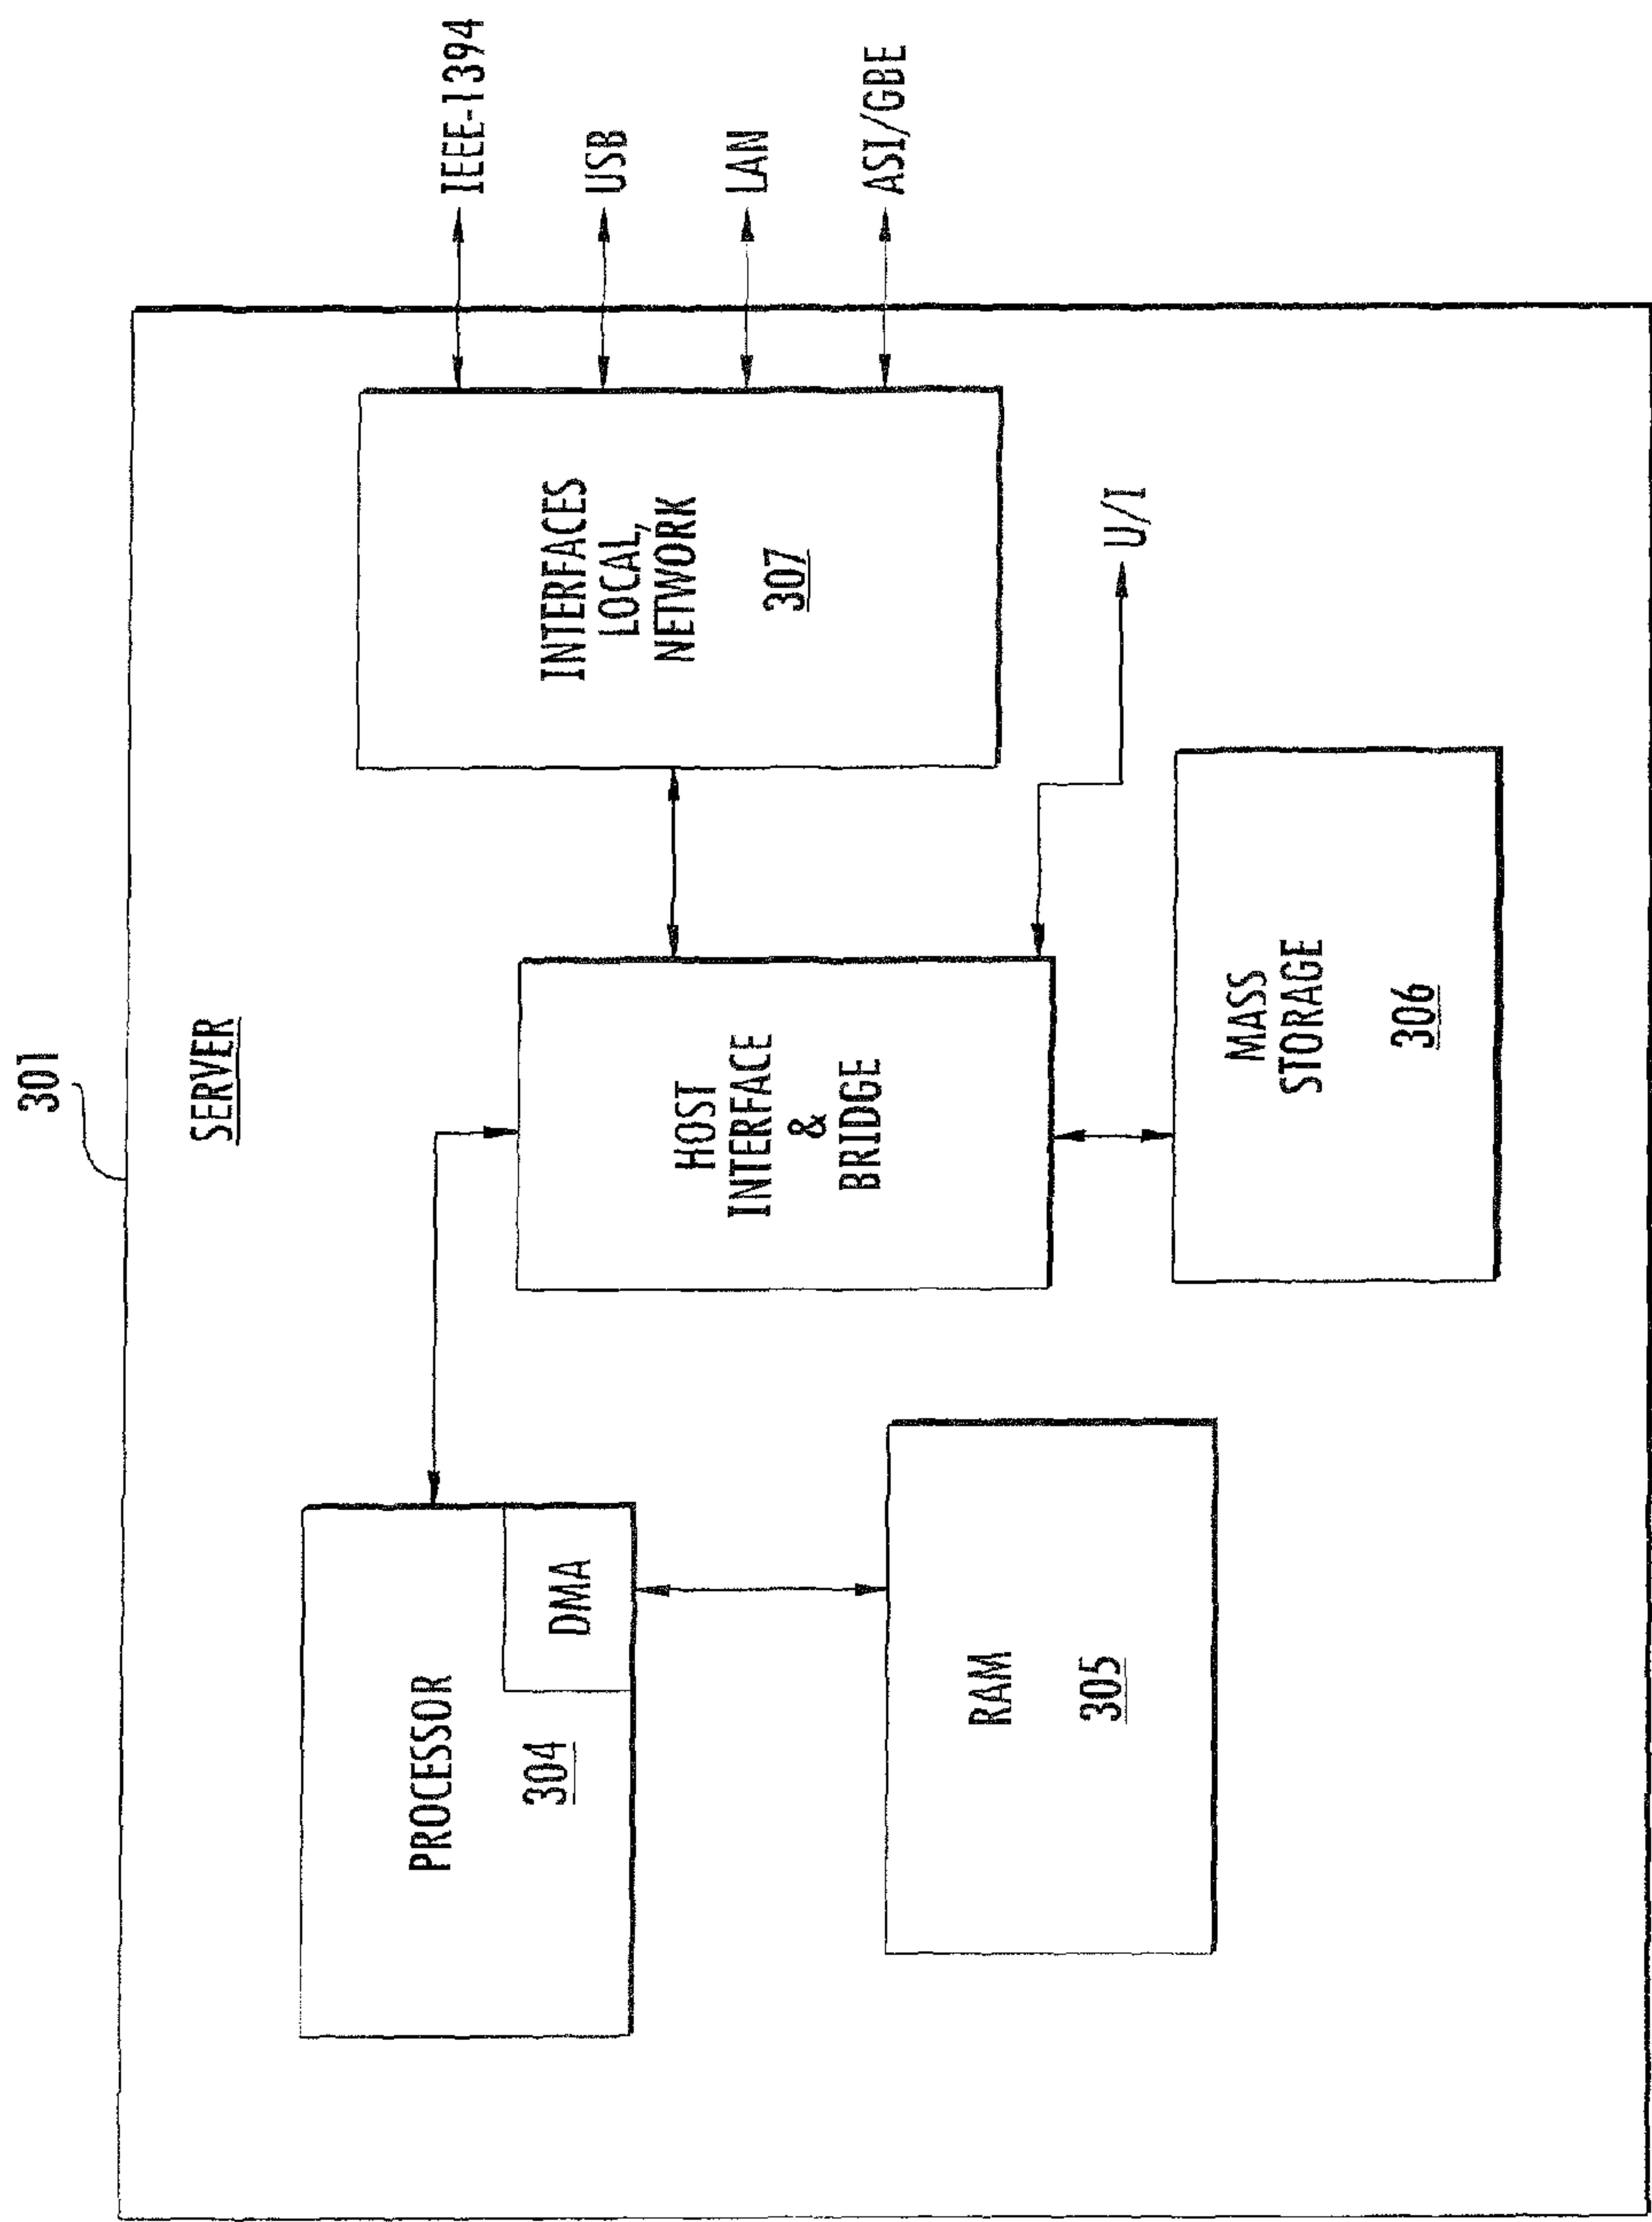 301
SERVER
PROCESSOR
304
DMA
RAM
305
HOST
INTERFACE
&
BRIDGE
MASS
STORAGE
306
INTERFACES
LOCAL,
NETWORK
307
U/I
IEEE-1394
USB
LAN
ASI/GBE